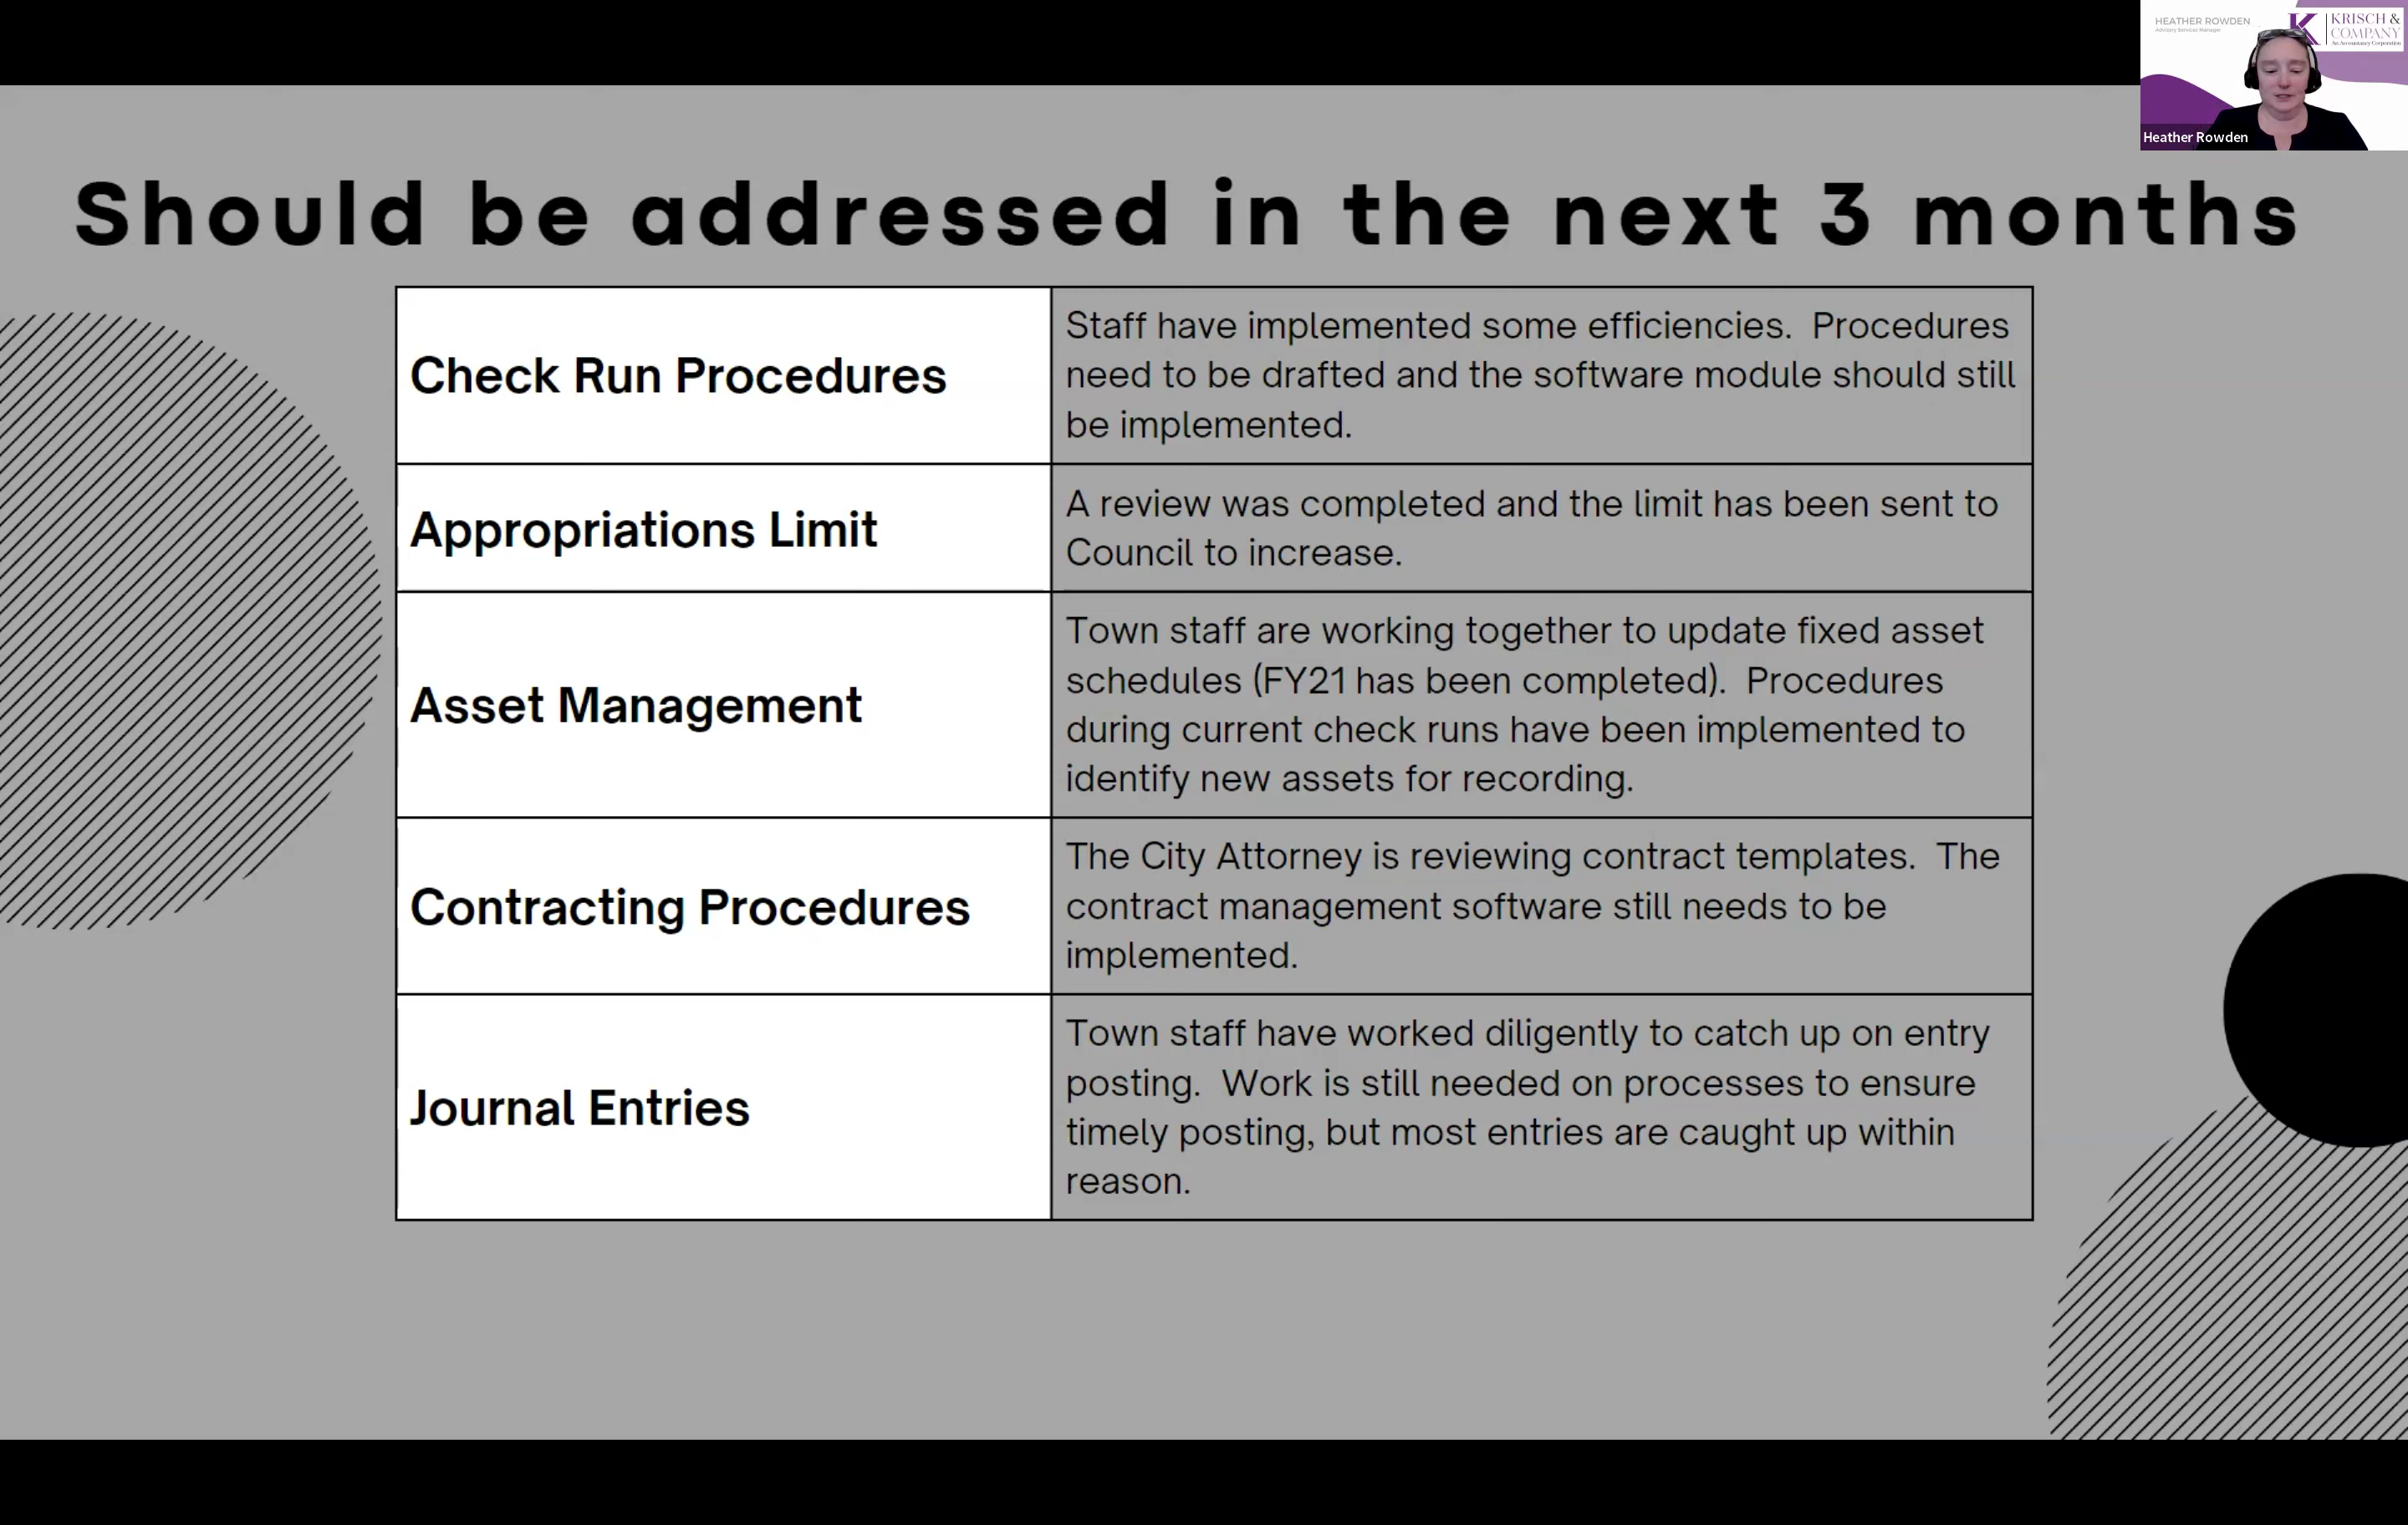 HEATHER ROWDEN
Advisory Services Manager
K
KRISCH &
COMPANY
An Accountancy Corporation
Heather Rowden
Should be addressed in the next 3 months
Check Run Procedures
Staff have implemented some efficiencies.  Procedures
need to be drafted and the software module should still
be implemented.
Appropriations Limit
A review was completed and the limit has been sent to
Council to increase.
Asset Management
Town staff are working together to update fixed asset
schedules (FY21 has been completed).  Procedures
during current check runs have been implemented to
identify new assets for recording.
Contracting Procedures
The City Attorney is reviewing contract templates.  The
contract management software still needs to be
implemented.
Journal Entries
Town staff have worked diligently to catch up on entry
posting.  Work is still needed on processes to ensure
timely posting, but most entries are caught up within
reason.